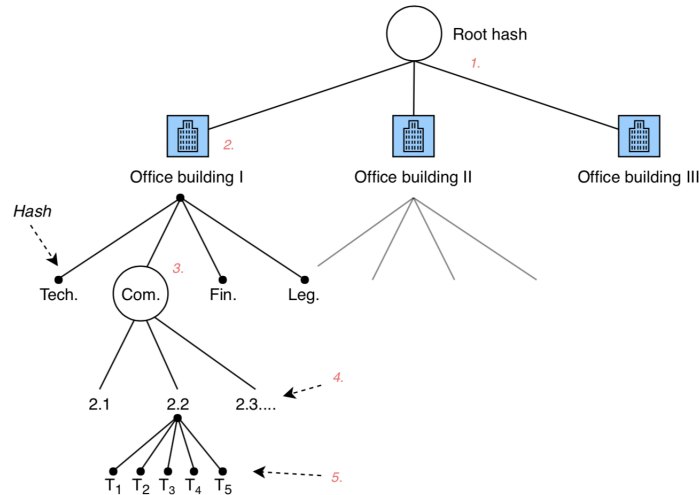 Root hash
1.
2.
Office building I
Office building II
Office building III
Hash
3.
Tech.
Com.
Fin.
Leg.
4.
2.1
2.2
2.3....
5.
T1
T2
T3
T4
T5